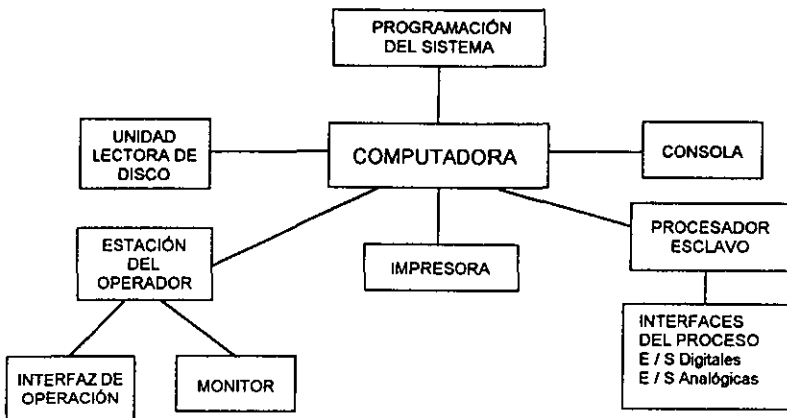 PROGRAMACIÓN
DEL SISTEMA
UNIDAD
LECTORA DE
DISCO
COMPUTADORA
CONSOLA
ESTACIÓN
DEL
OPERADOR
IMPRESORA
PROCESADOR
ESCLAVO
INTERFAZ DE
OPERACIÓN
MONITOR
INTERFACES
DEL PROCESO
E / S Digitales
E / S Analógicas